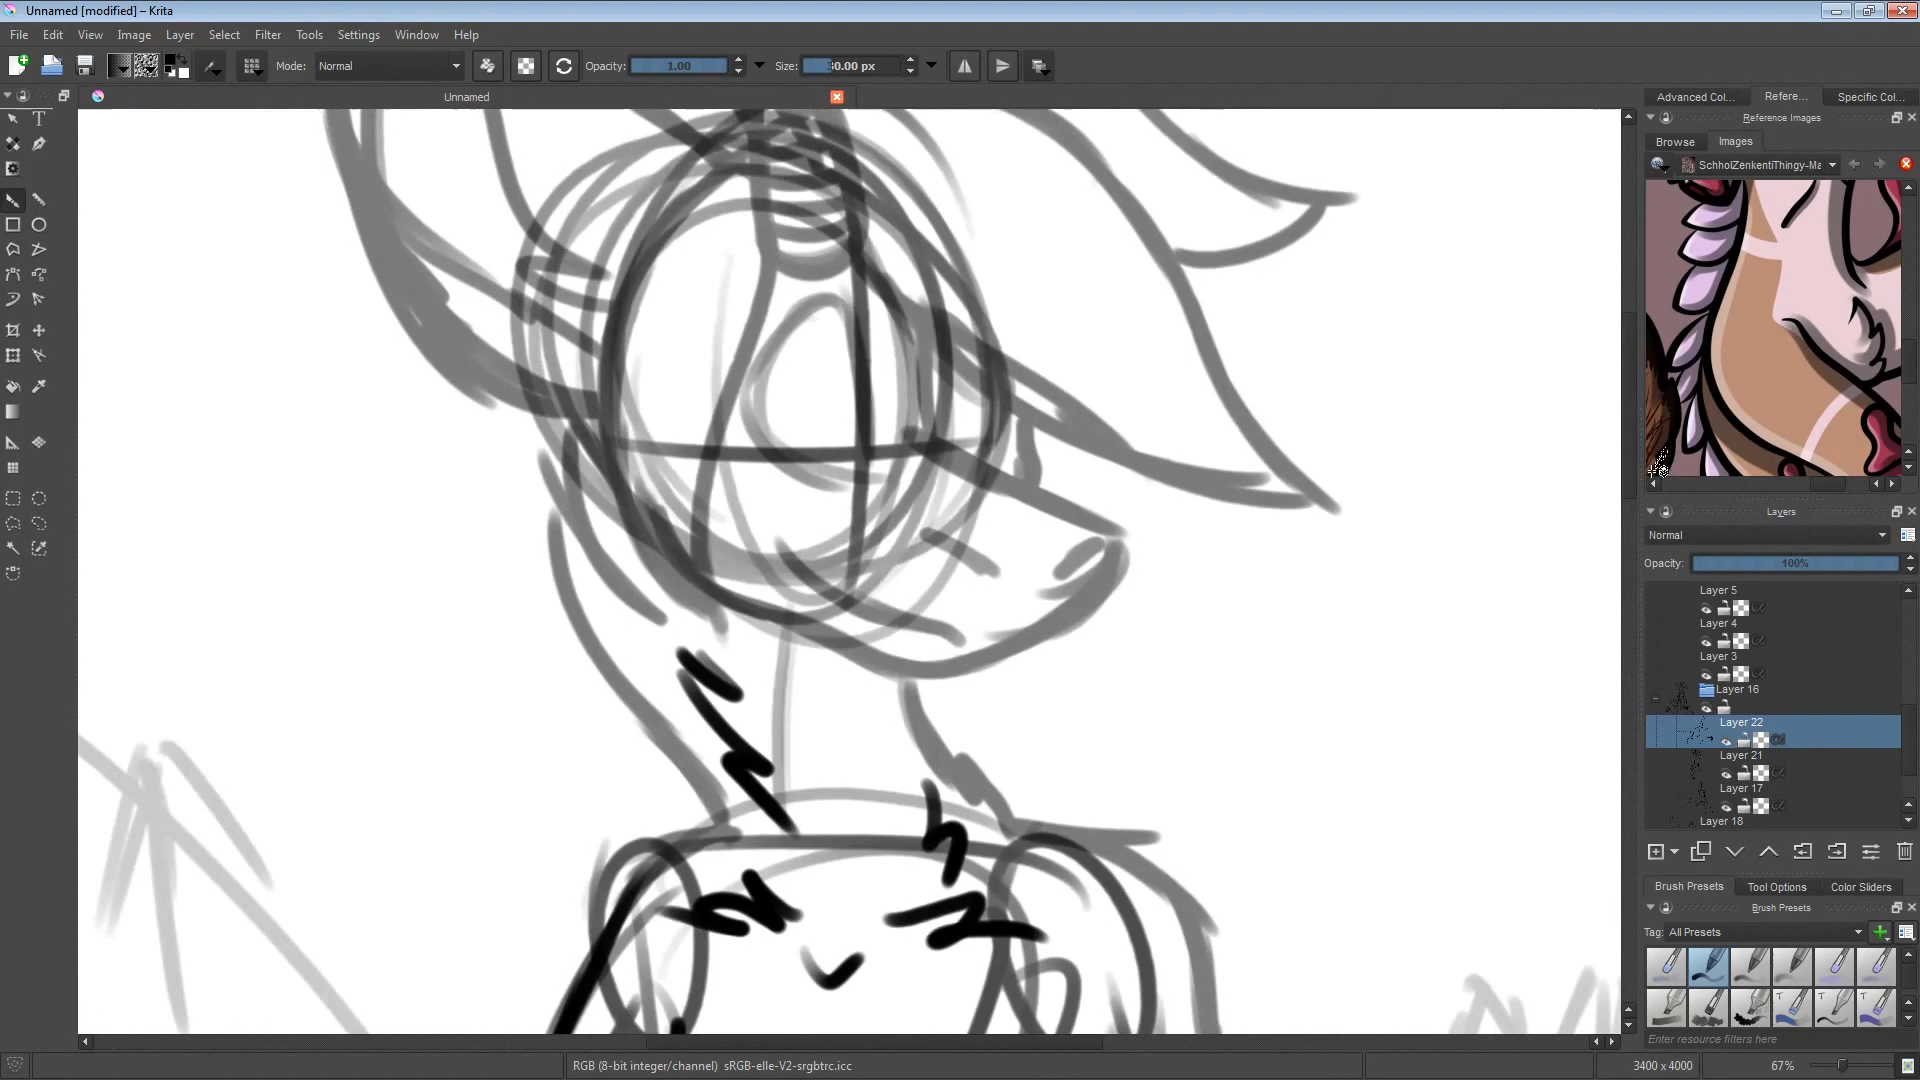 Unnamed [modified] – Krita
File Edit View Image Layer Select Filter Tools Settings Window Help
Mode: Normal Opacity: 1.00 Size: 30.00 px
Unnamed
Advanced Col... Refere... Specific Col...
Reference Images
Browse Images
SchholZenkentiThingy-Ma
Layers
Normal
Opacity: 100%
Layer 5
Layer 4
Layer 3
Layer 16
Layer 22
Layer 21
Layer 17
Layer 18
Brush Presets Tool Options Color Sliders
Brush Presets
Tag: All Presets
Enter resource filters here
RGB (8-bit integer/channel) sRGB-elle-V2-srgbtrc.icc
3400 x 4000 67%